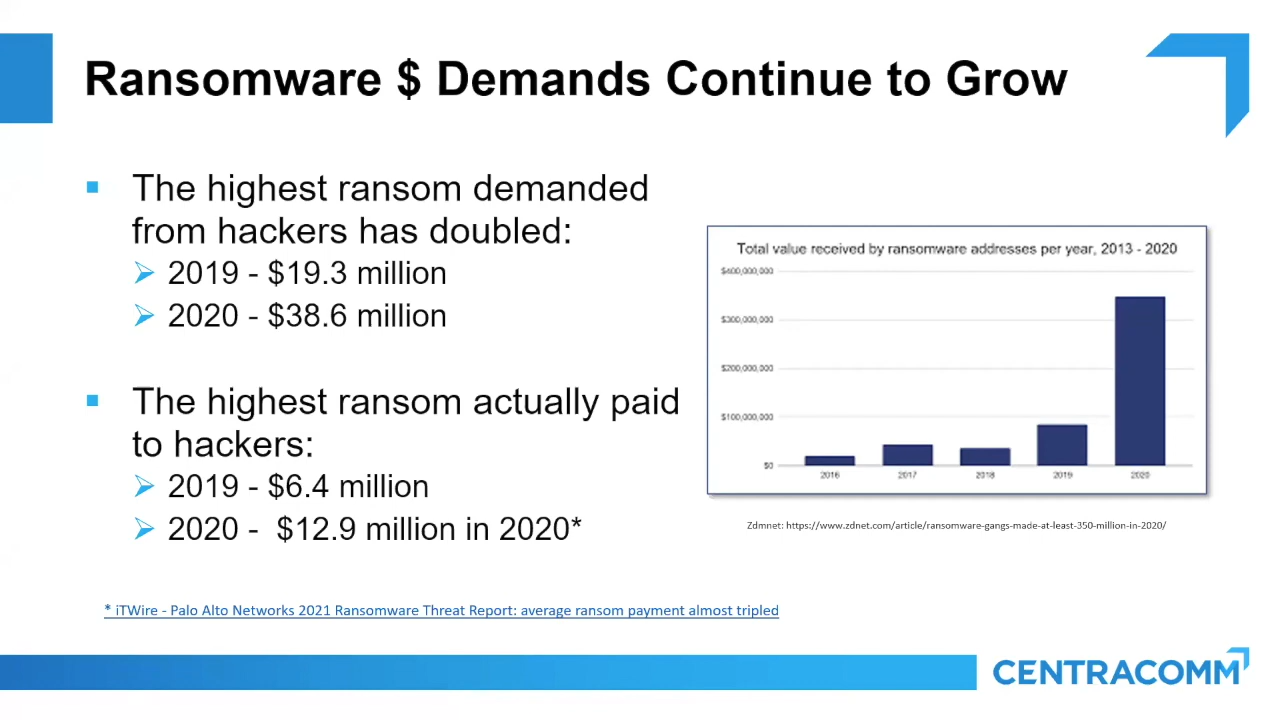 Ransomware $ Demands Continue to Grow
The highest ransom demanded
from hackers has doubled:
2019 - $19.3 million
2020 - $38.6 million
The highest ransom actually paid
to hackers:
2019 - $6.4 million
2020 -  $12.9 million in 2020*
* iTWire - Palo Alto Networks 2021 Ransomware Threat Report: average ransom payment almost tripled
Total value received by ransomware addresses per year, 2013 - 2020
$400,000,000
$300,000,000
$200,000,000
$100,000,000
$0
2016 2017 2018 2019 2020
Zdmnet: https://www.zdnet.com/article/ransomware-gangs-made-at-least-350-million-in-2020/
CENTRACOMM